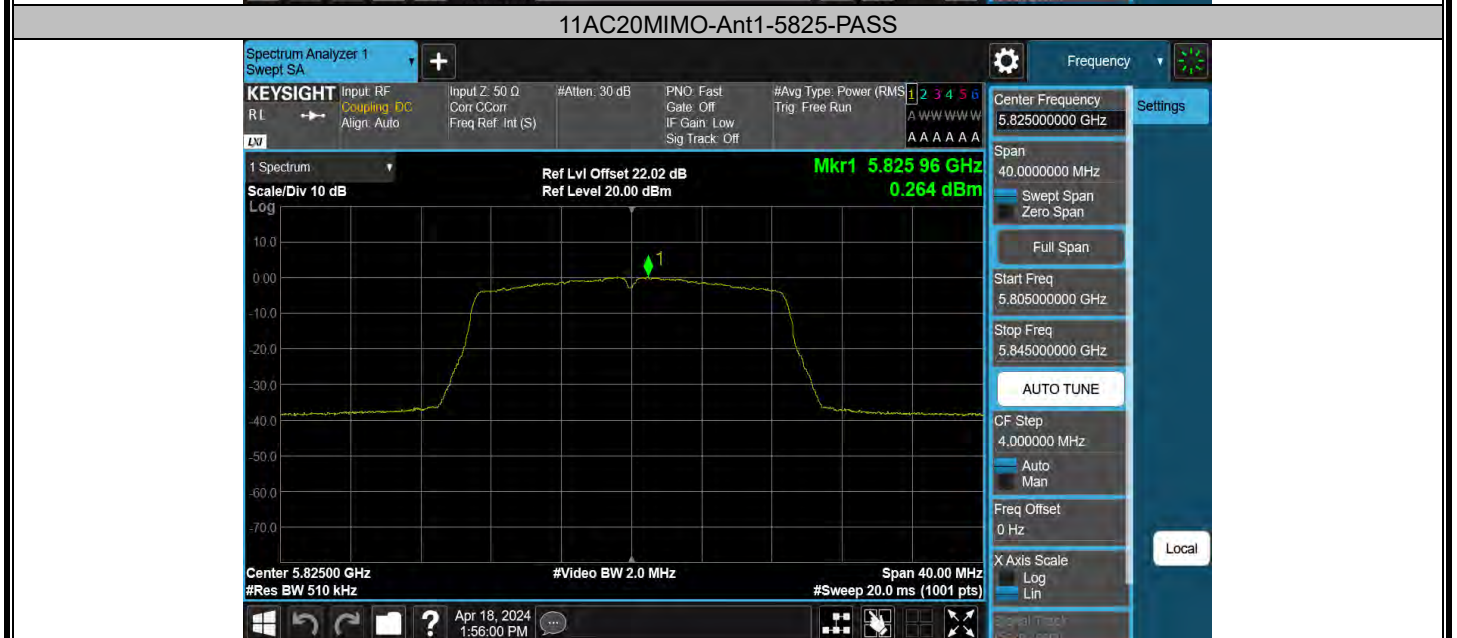 11AC20MIMO-Ant1-5825-PASS
Spectrum Analyzer 1
Swept SA
+
Frequency
KEYSIGHT
RL
LXI
Input: RF
Coupling: DC
Align: Auto
Input Z: 50 Ω
Corr CCorr
Freq Ref: Int (S)
#Atten: 30 dB
PNO: Fast
Gate: Off
IF Gain: Low
Sig Track: Off
#Avg Type: Power (RMS
Trig: Free Run
1 2 3 4 5 6
A W W W W W
A A A A A A
Center Frequency
5.825000000 GHz
Settings
1 Spectrum
Scale/Div 10 dB
Log
Ref Lvl Offset 22.02 dB
Ref Level 20.00 dBm
Mkr1 5.825 96 GHz
0.264 dBm
Span
40.0000000 MHz
Swept Span
Zero Span
Full Span
Start Freq
5.805000000 GHz
Stop Freq
5.845000000 GHz
AUTO TUNE
CF Step
4.000000 MHz
Auto
Man
Freq Offset
0 Hz
X Axis Scale
Log
Lin
Local
10.0
0.00
-10.0
-20.0
-30.0
-40.0
-50.0
-60.0
-70.0
1
Center 5.82500 GHz
#Res BW 510 kHz
#Video BW 2.0 MHz
Span 40.00 MHz
#Sweep 20.0 ms (1001 pts)
?
Apr 18, 2024
1:56:00 PM
Signal Track